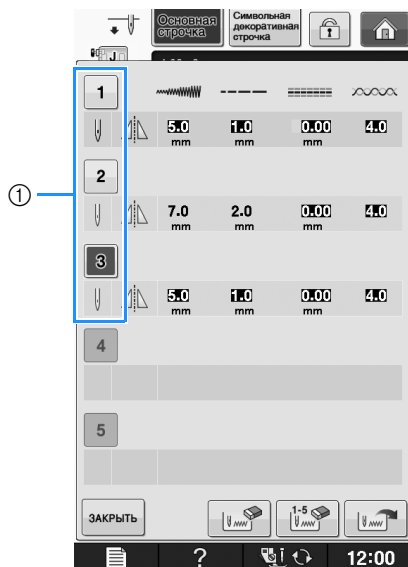 Основная строчка
Символьная декоративная строчка
J
1
5.0 mm 1.0 mm 0.00 mm 4.0
2
7.0 mm 2.0 mm 0.00 mm 4.0
①
3
5.0 mm 1.0 mm 0.00 mm 4.0
4
5
ЗАКРЫТЬ
1-5
? 12:00